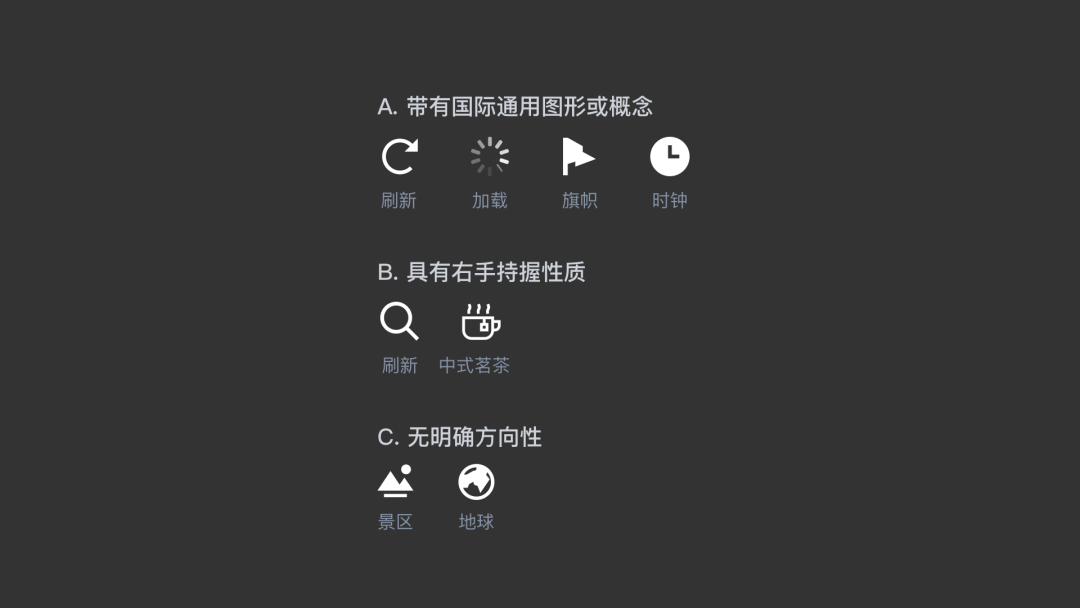 A. 带有国际通用图形或概念
刷新 加载 旗帜 时钟
B. 具有右手持握性质
刷新 中式茗茶
C. 无明确方向性
景区 地球